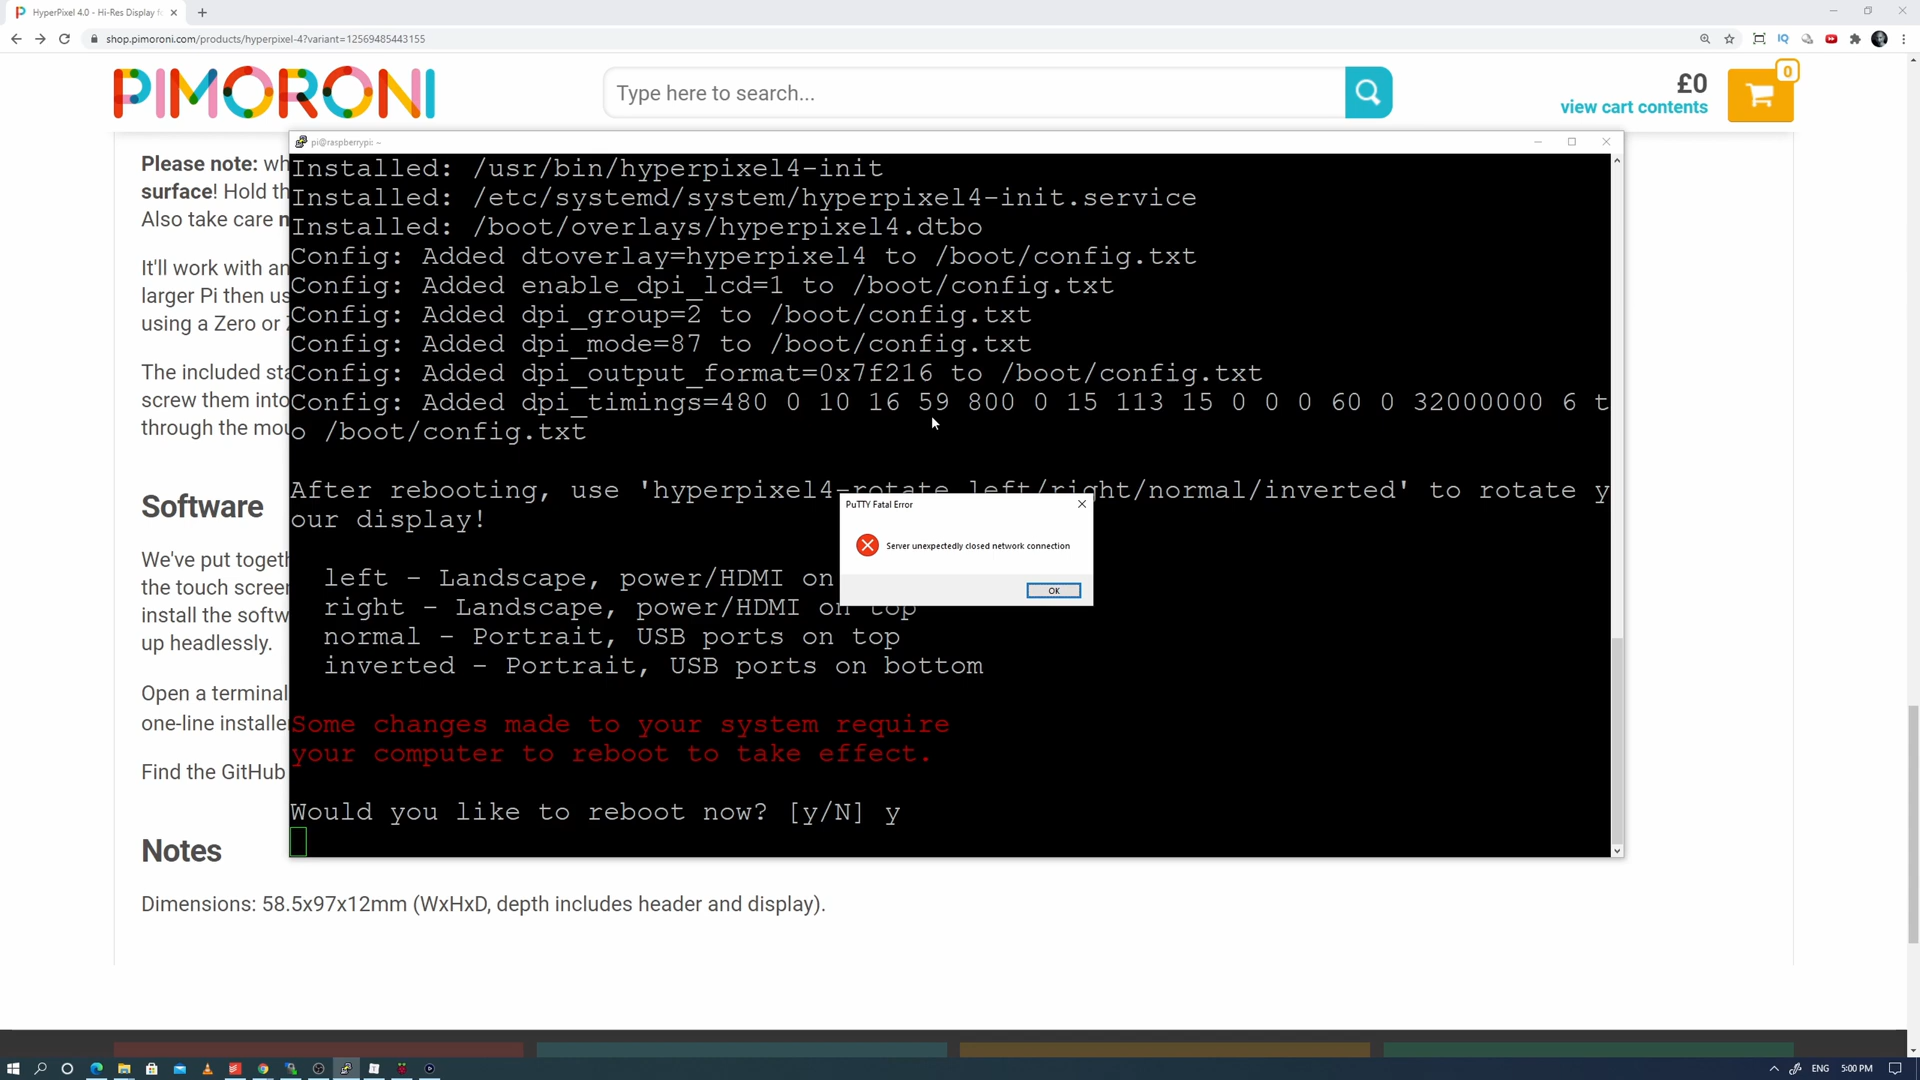 HyperPixel 4.0 - Hi-Res Display fo
shop.pimoroni.com/products/hyperpixel-4?variant=12569485443155
IQ
PIMORONI
Type here to search...
£0
view cart contents
0
Please note: wh
surface! Hold th
Also take care n
It'll work with an
larger Pi then us
using a Zero or Z
The included sta
screw them into
through the mou
Software
We've put togeth
the touch screen
install the softw
up headlessly.
Open a terminal
one-line installe
Find the GitHub
Notes
Dimensions: 58.5x97x12mm (WxHxD, depth includes header and display).
pi@raspberrypi: ~
Installed: /usr/bin/hyperpixel4-init
Installed: /etc/systemd/system/hyperpixel4-init.service
Installed: /boot/overlays/hyperpixel4.dtbo
Config: Added dtoverlay=hyperpixel4 to /boot/config.txt
Config: Added enable_dpi_lcd=1 to /boot/config.txt
Config: Added dpi_group=2 to /boot/config.txt
Config: Added dpi_mode=87 to /boot/config.txt
Config: Added dpi_output_format=0x7f216 to /boot/config.txt
Config: Added dpi_timings=480 0 10 16 59 800 0 15 113 15 0 0 0 60 0 32000000 6 t
o /boot/config.txt
After rebooting, use 'hyperpixel4-rotate left/right/normal/inverted' to rotate y
our display!
left - Landscape, power/HDMI on
right - Landscape, power/HDMI on top
normal - Portrait, USB ports on top
inverted - Portrait, USB ports on bottom
Some changes made to your system require
your computer to reboot to take effect.
Would you like to reboot now? [y/N] y
PuTTY Fatal Error
Server unexpectedly closed network connection
OK
ENG
5:00 PM